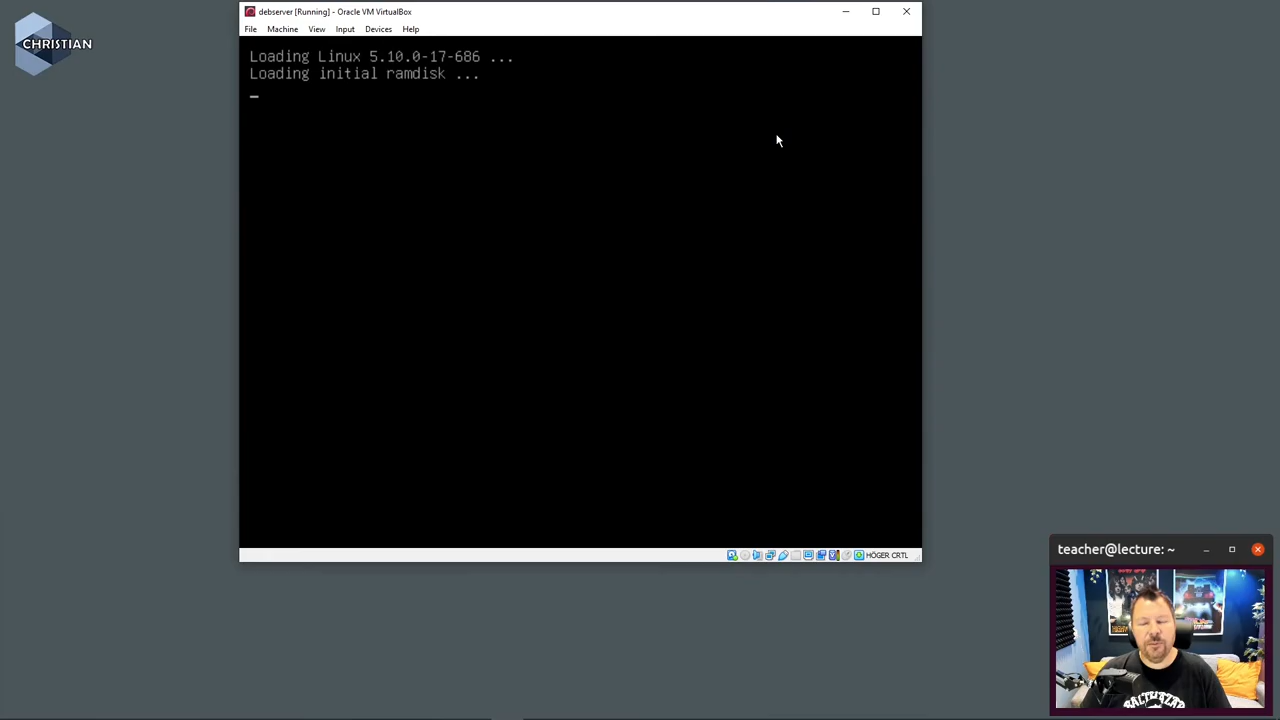 CHRISTIAN
debserver [Running] - Oracle VM VirtualBox
File Machine View Input Devices Help
Loading Linux 5.10.0-17-686 ...
Loading initial ramdisk ...
_
HÖGER CRTL
teacher@lecture: ~